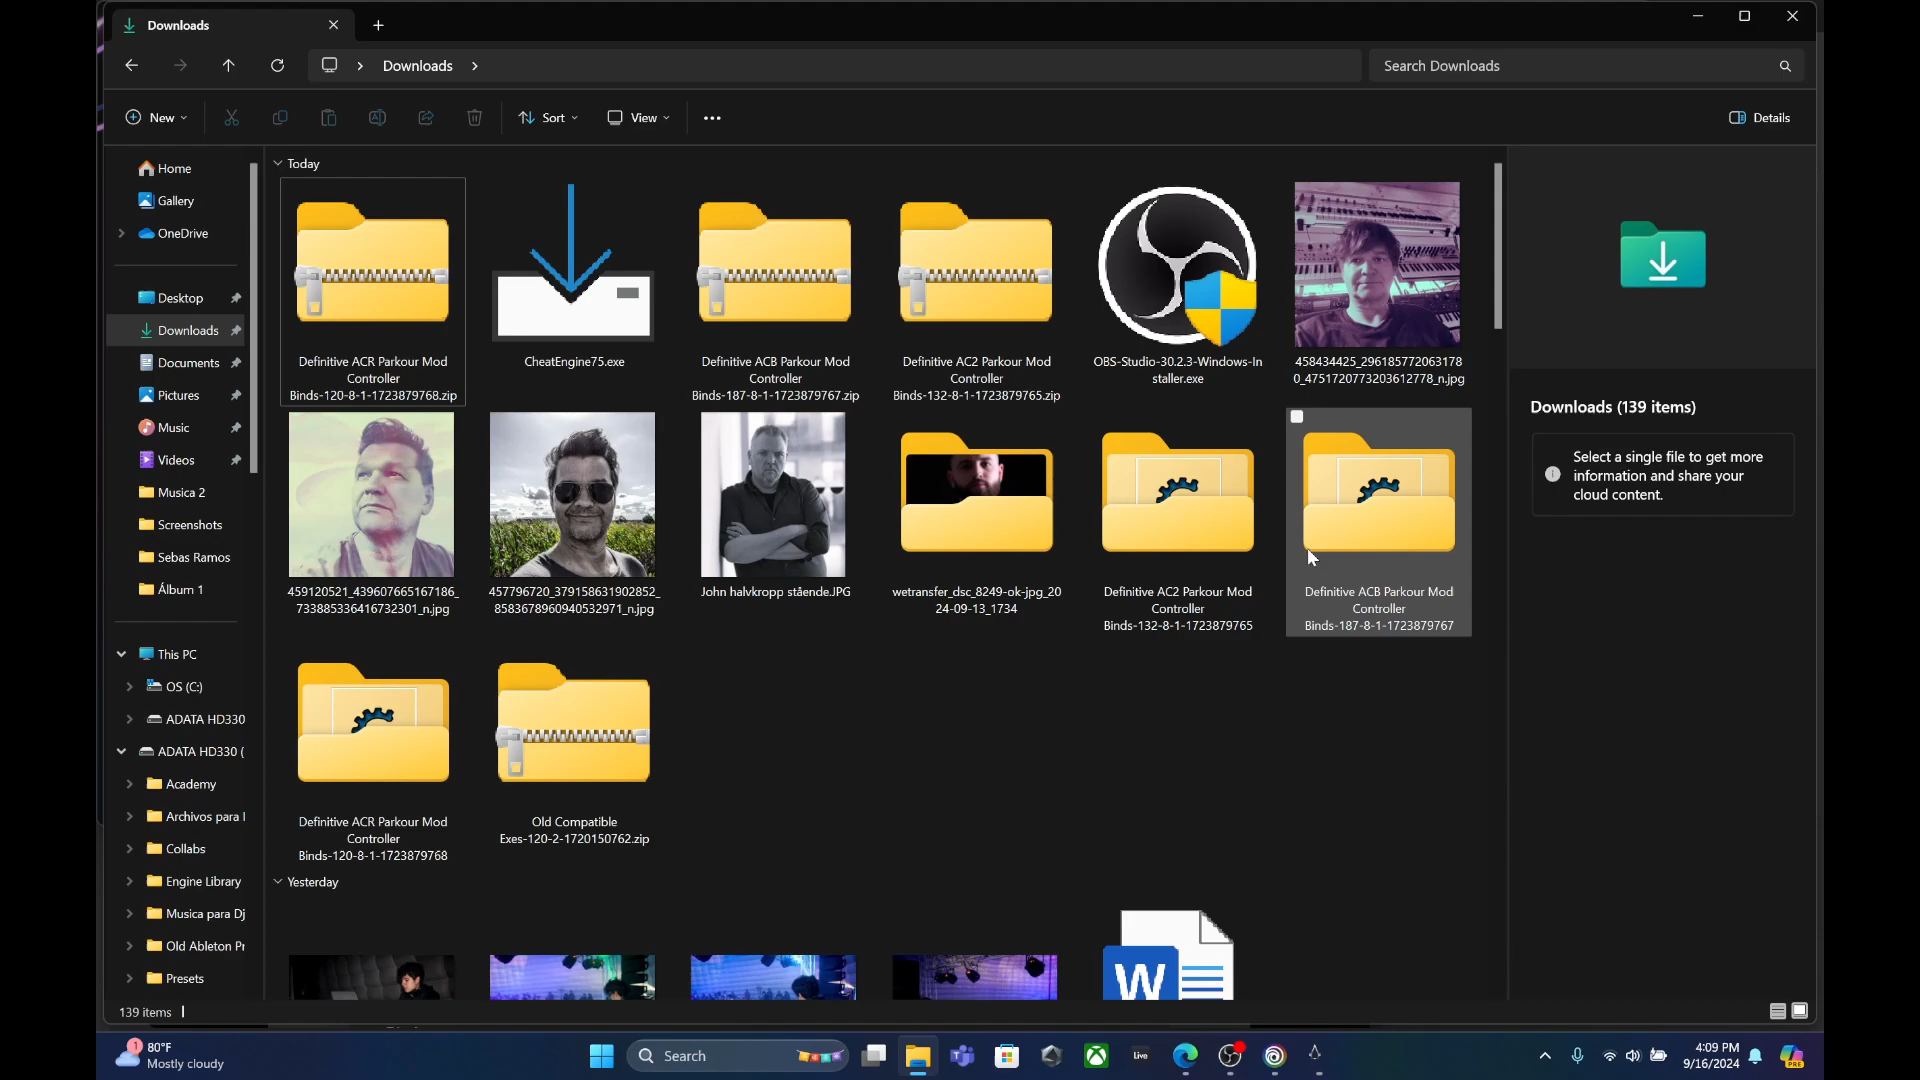 Downloads
Downloads
Search Downloads
New
Sort
View
Details
Home
Gallery
OneDrive
Desktop
Downloads
Documents
Pictures
Music
Videos
Musica 2
Screenshots
Sebas Ramos
Álbum 1
This PC
OS (C:)
ADATA HD330
ADATA HD330 (
Academy
Archivos para I
Collabs
Engine Library
Musica para Dj
Old Ableton Pr
Presets
Today
Definitive ACR Parkour Mod
Controller
Binds-120-8-1-1723879768.zip
CheatEngine75.exe
Definitive ACB Parkour Mod
Controller
Binds-187-8-1-1723879767.zip
Definitive AC2 Parkour Mod
Controller
Binds-132-8-1-1723879765.zip
OBS-Studio-30.2.3-Windows-In
staller.exe
458434425_296185772063178
0_4751720773203612778_n.jpg
459120521_439607665167186_
733885336416732301_n.jpg
457796720_379158631902852_
8583678960940532971_n.jpg
John halvkropp stående.JPG
wetransfer_dsc_8249-ok-jpg_20
24-09-13_1734
Definitive AC2 Parkour Mod
Controller
Binds-132-8-1-1723879765
Definitive ACB Parkour Mod
Controller
Binds-187-8-1-1723879767
Definitive ACR Parkour Mod
Controller
Binds-120-8-1-1723879768
Old Compatible
Exes-120-2-1720150762.zip
Yesterday
W
Downloads (139 items)
Select a single file to get more
information and share your
cloud content.
139 items
1
80°F
Mostly cloudy
Search
Live
4:09 PM
9/16/2024
PRE